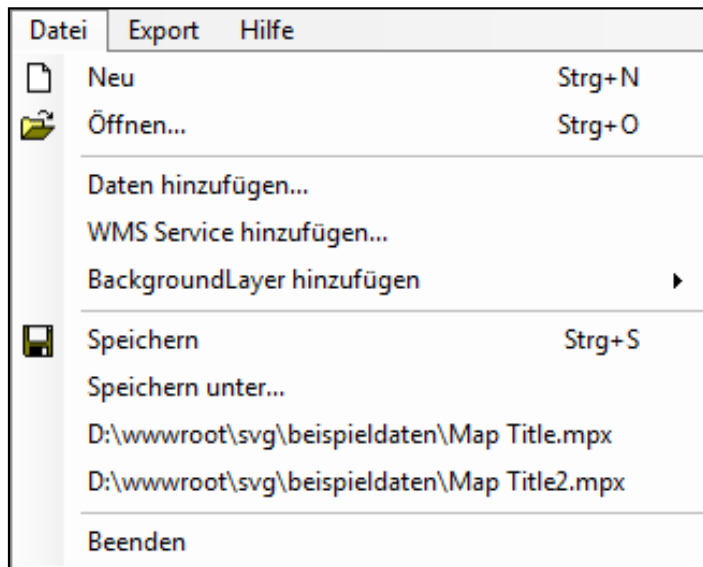 Datei Export Hilfe
Neu Strg+N
Öffnen... Strg+O
Daten hinzufügen...
WMS Service hinzufügen...
BackgroundLayer hinzufügen
Speichern Strg+S
Speichern unter...
D:\wwwroot\svg\beispieldaten\Map Title.mpx
D:\wwwroot\svg\beispieldaten\Map Title2.mpx
Beenden